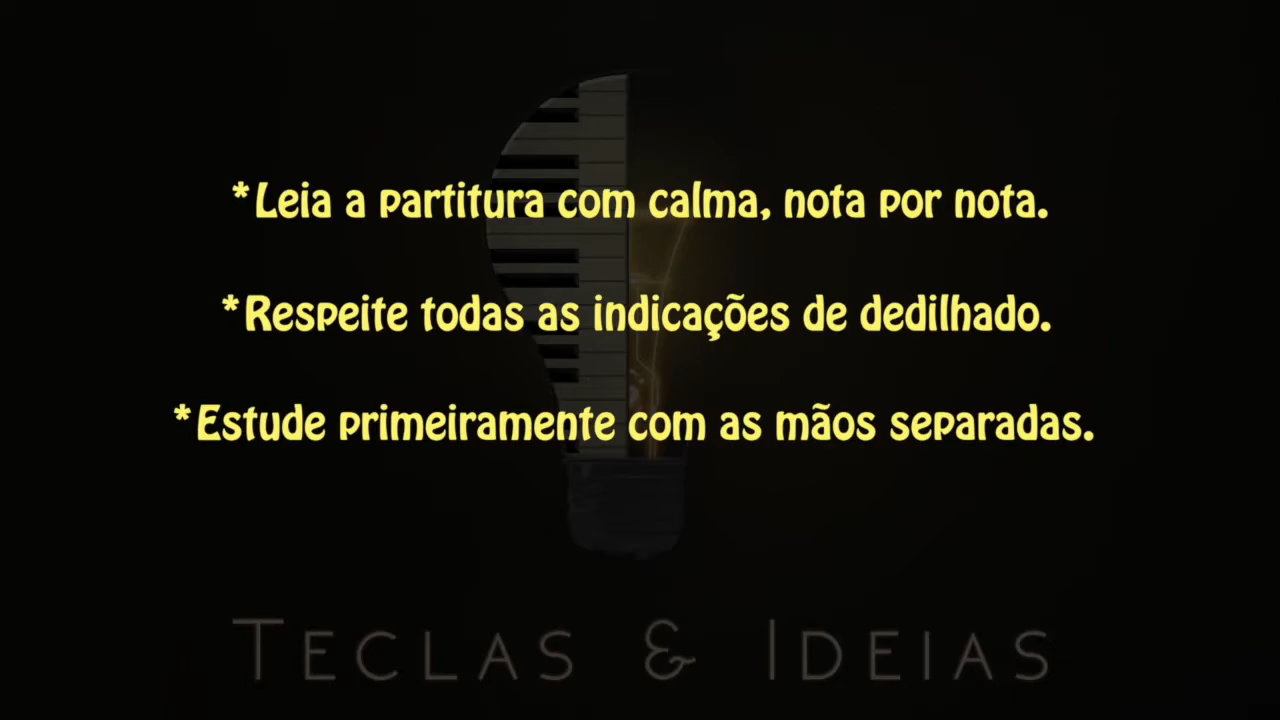 *Leia a partitura com calma, nota por nota.
*Respeite todas as indicações de dedilhado.
*Estude primeiramente com as mãos separadas.
TECLAS & IDEIAS